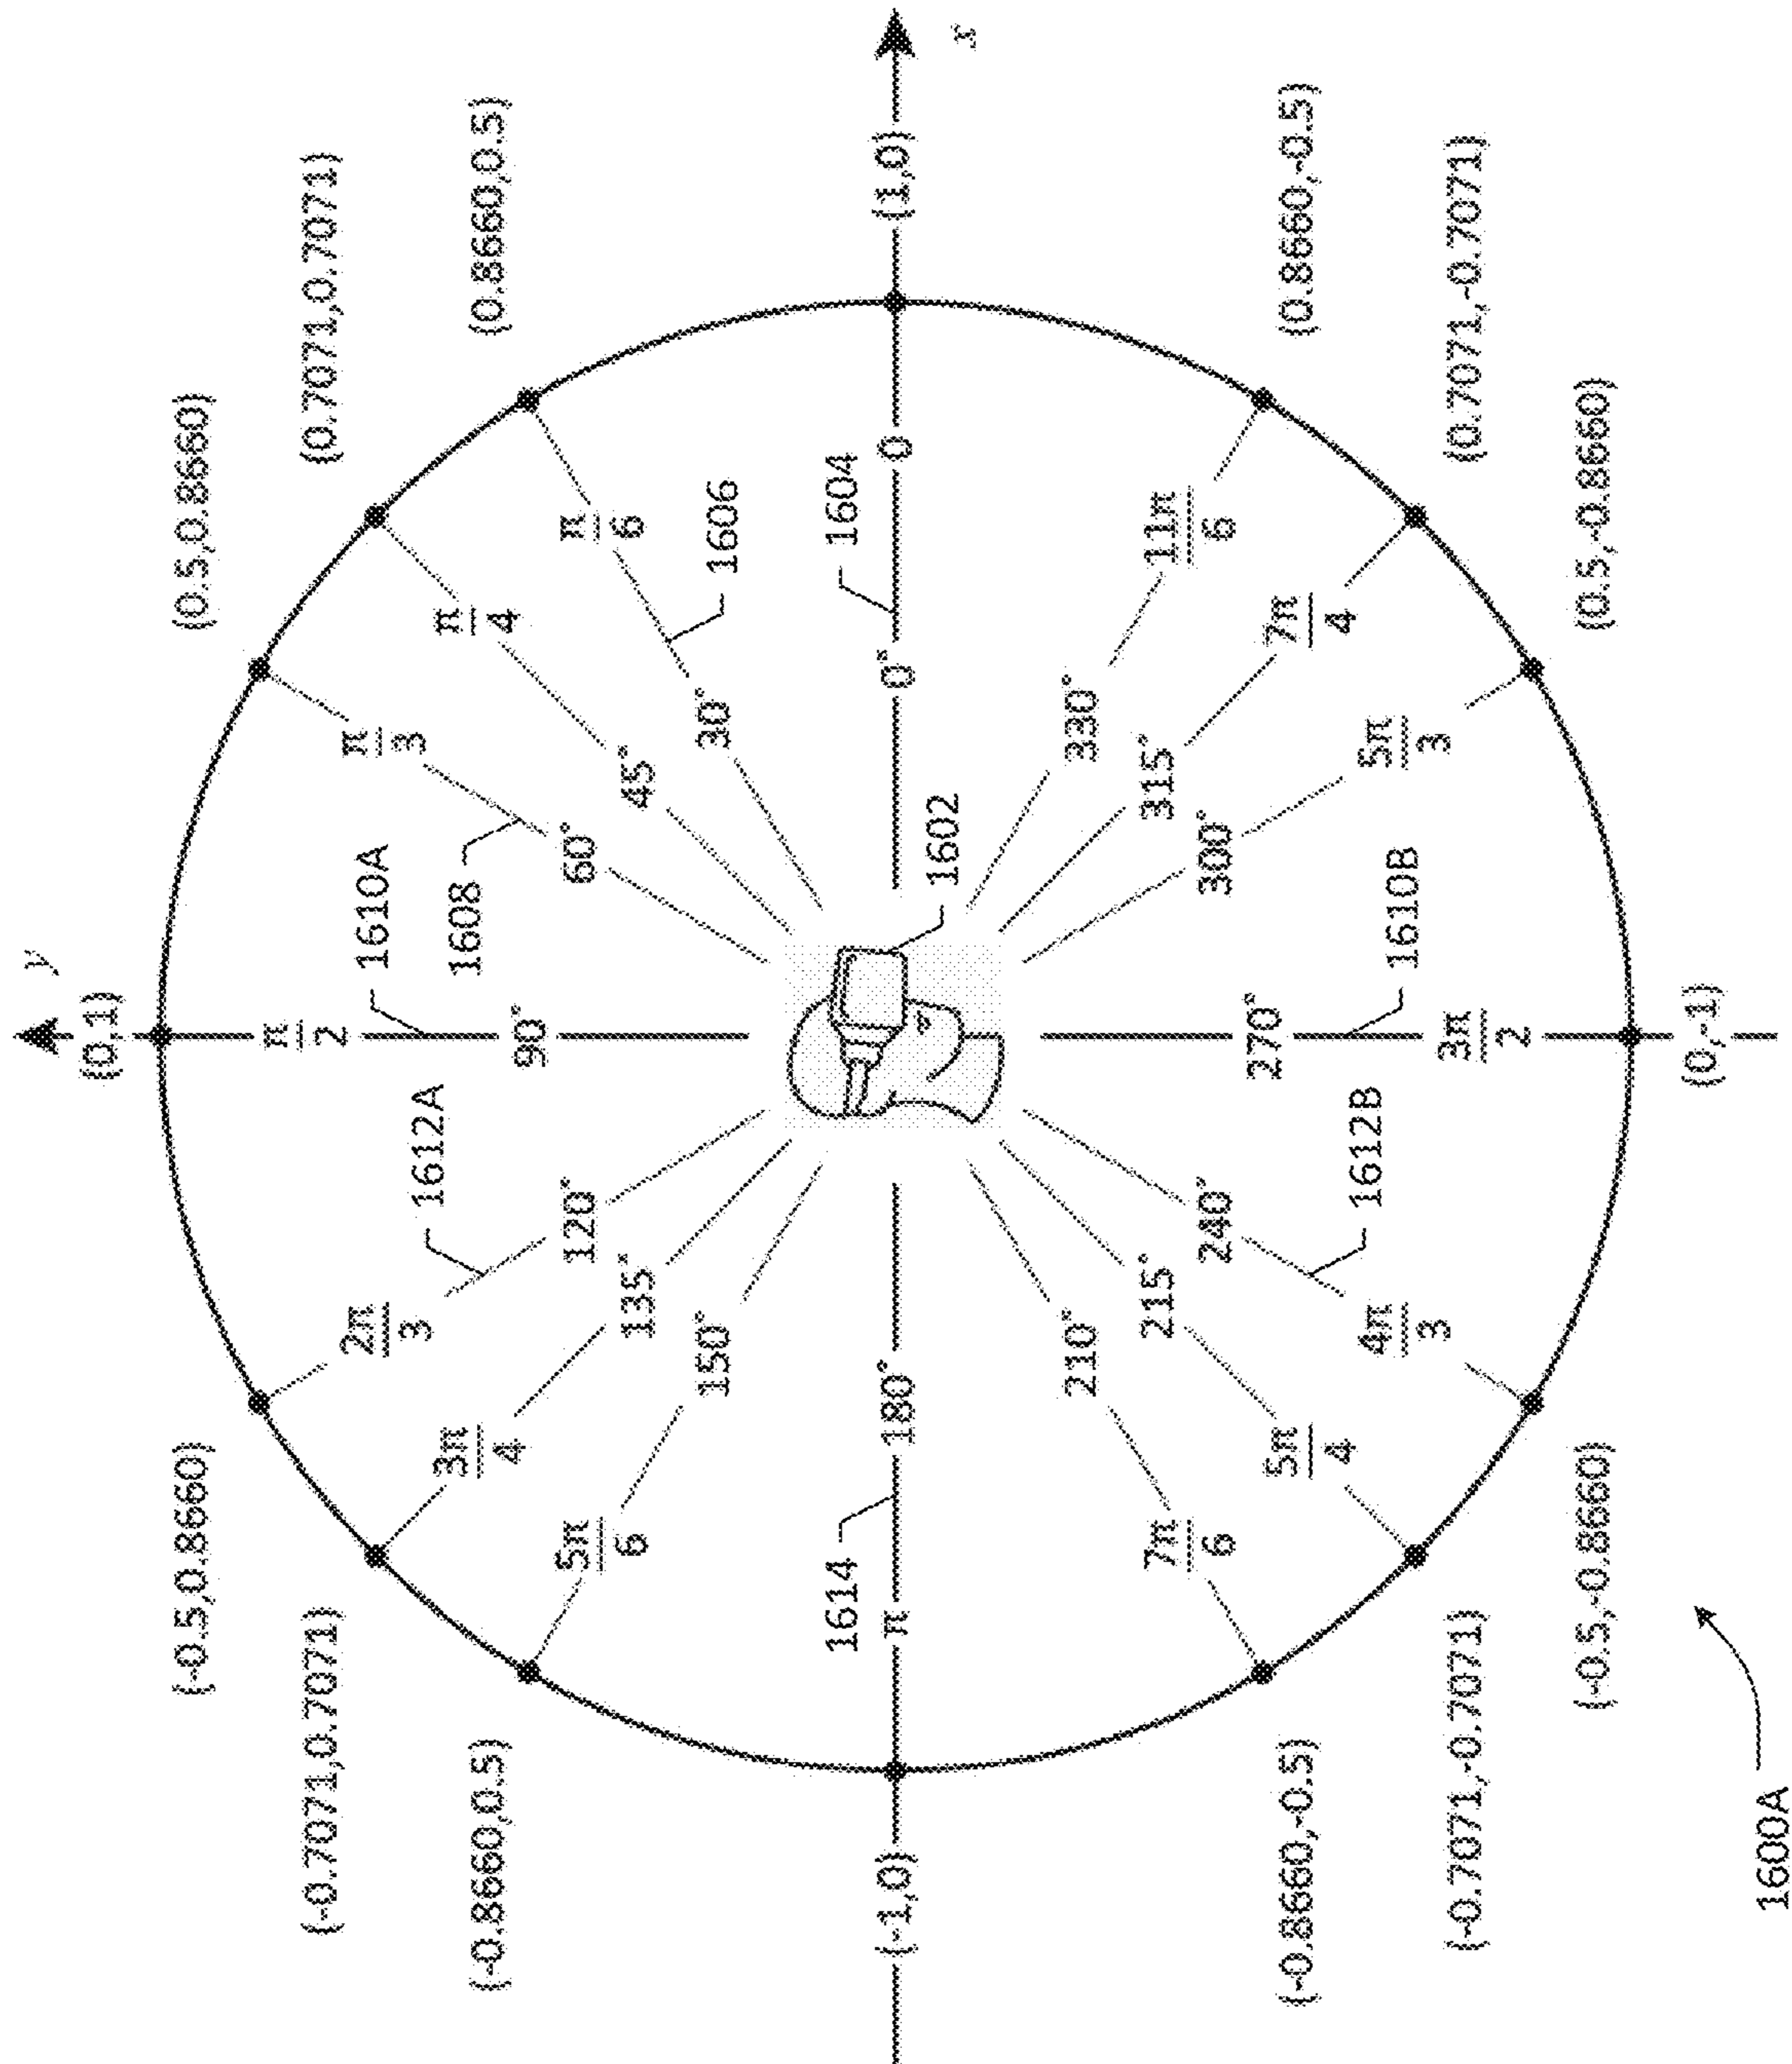 y
(0,1)
(-0.5,0.8660)
(0.5,0.8660)
(-0.7071,0.7071)
(0.7071,0.7071)
(-0.8660,0.5)
(0.8660,0.5)
π/2
1610A
1612A
1608
2π/3
π/3
3π/4
π/4
5π/6
π/6
90°
120°
60°
135°
45°
150°
30°
1606
1614
1604
(-1,0)
π
180°
0°
0
(1,0)
x
1602
210°
330°
215°
315°
240°
300°
270°
7π/6
11π/6
5π/4
7π/4
4π/3
5π/3
1612B
1610B
3π/2
(-0.8660,-0.5)
(0.8660,-0.5)
(-0.7071,-0.7071)
(0.7071,-0.7071)
(-0.5,-0.8660)
(0.5,-0.8660)
(0,-1)
1600A